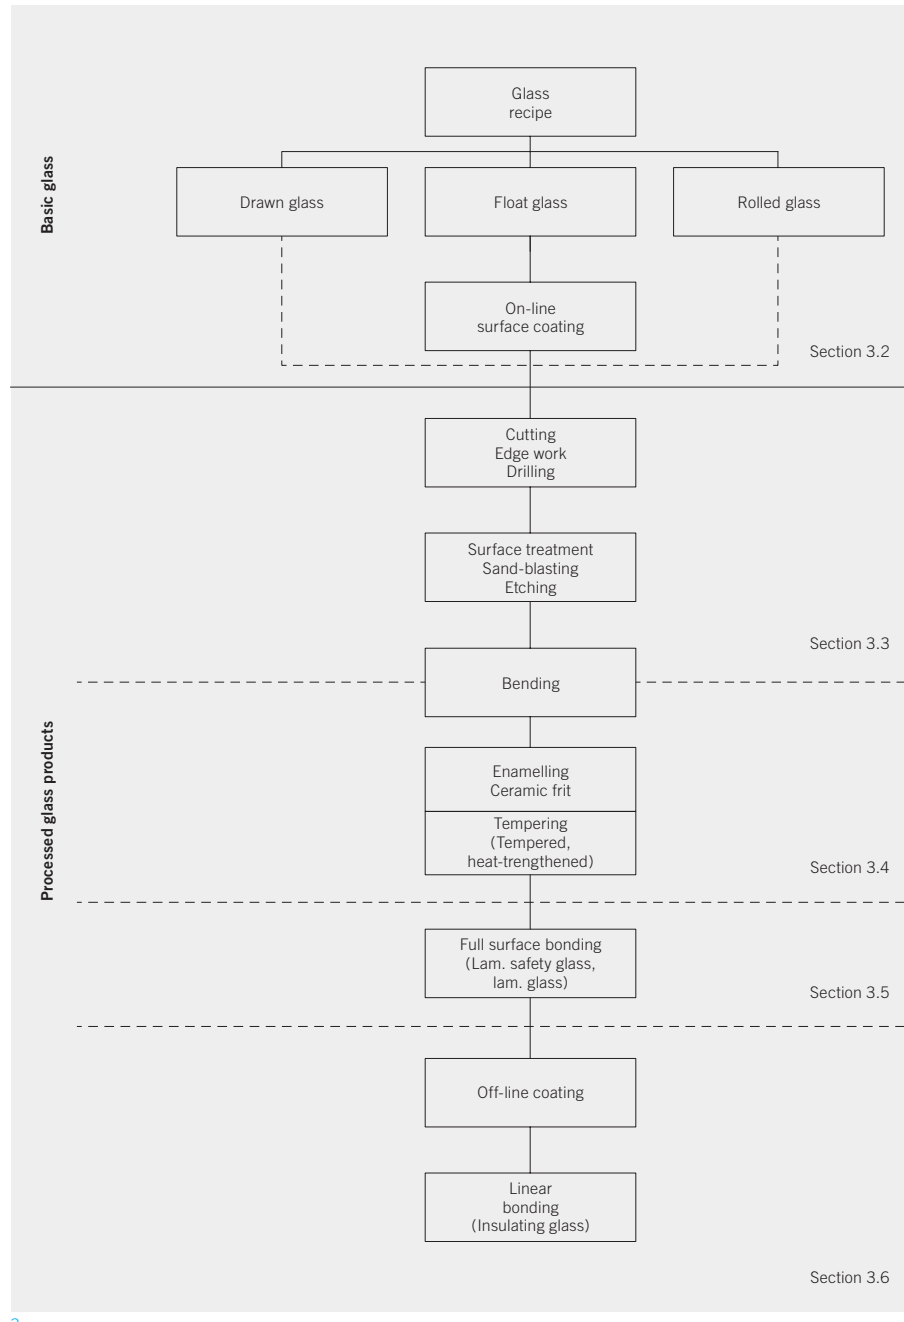 Glass
recipe
Basic glass
Drawn glass
Float glass
Rolled glass
On-line
surface coating
Section 3.2
Cutting
Edge work
Drilling
Surface treatment
Sand-blasting
Etching
Section 3.3
Bending
Processed glass products
Enamelling
Ceramic frit
Tempering
(Tempered,
heat-trengthened)
Section 3.4
Full surface bonding
(Lam. safety glass,
lam. glass)
Section 3.5
Off-line coating
Linear
bonding
(Insulating glass)
Section 3.6